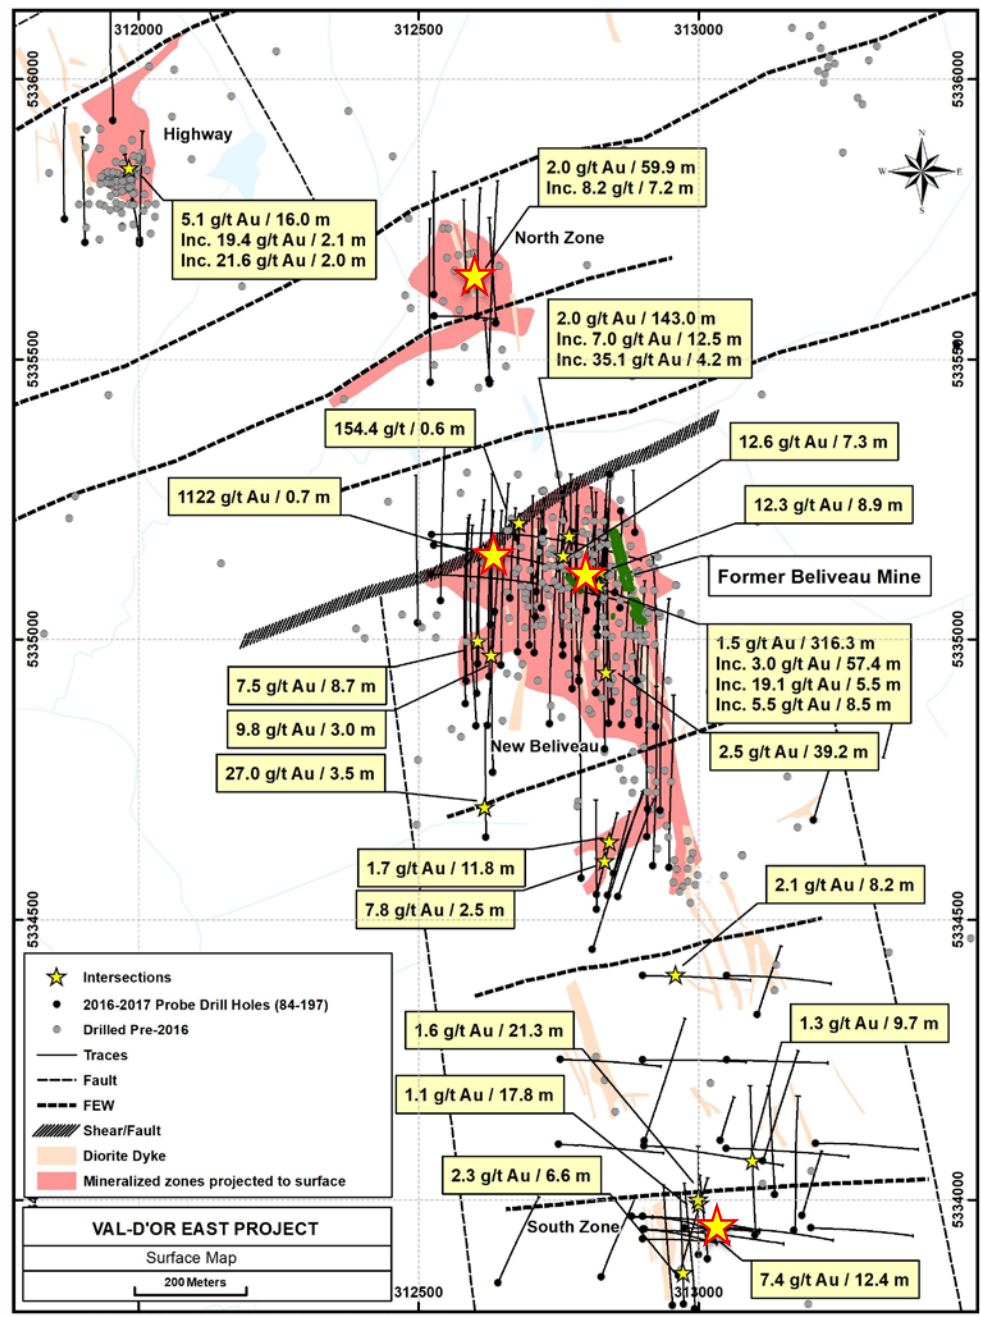 312000
312500
313000
5336000
5336000
Highway
N
W
E
S
2.0 g/t Au / 59.9 m
Inc. 8.2 g/t / 7.2 m
5.1 g/t Au / 16.0 m
Inc. 19.4 g/t Au / 2.1 m
Inc. 21.6 g/t Au / 2.0 m
North Zone
2.0 g/t Au / 143.0 m
Inc. 7.0 g/t Au / 12.5 m
Inc. 35.1 g/t Au / 4.2 m
5335500
5335500
154.4 g/t / 0.6 m
12.6 g/t Au / 7.3 m
1122 g/t Au / 0.7 m
12.3 g/t Au / 8.9 m
Former Beliveau Mine
5335000
5335000
1.5 g/t Au / 316.3 m
Inc. 3.0 g/t Au / 57.4 m
Inc. 19.1 g/t Au / 5.5 m
Inc. 5.5 g/t Au / 8.5 m
7.5 g/t Au / 8.7 m
9.8 g/t Au / 3.0 m
New Beliveau
2.5 g/t Au / 39.2 m
27.0 g/t Au / 3.5 m
1.7 g/t Au / 11.8 m
7.8 g/t Au / 2.5 m
2.1 g/t Au / 8.2 m
5334500
5334500
Intersections
2016-2017 Probe Drill Holes (84-197)
Drilled Pre-2016
Traces
Fault
FEW
Shear/Fault
Diorite Dyke
Mineralized zones projected to surface
1.6 g/t Au / 21.3 m
1.3 g/t Au / 9.7 m
1.1 g/t Au / 17.8 m
2.3 g/t Au / 6.6 m
5334000
South Zone
7.4 g/t Au / 12.4 m
VAL-D'OR EAST PROJECT
Surface Map
200 Meters
312500
313000